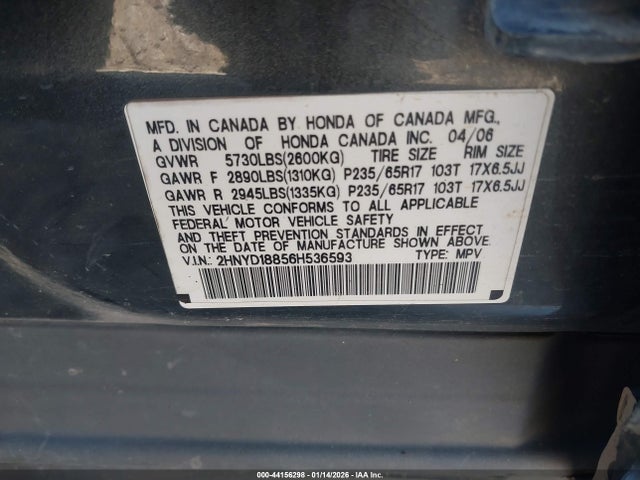 MFD. IN CANADA BY HONDA OF CANADA MFG.,
A DIVISION OF HONDA CANADA INC. 04/06
GVWR 5730LBS(2600KG) TIRE SIZE RIM SIZE
GAWR F 2890LBS(1310KG) P235/65R17 103T 17X6.5JJ
GAWR R 2945LBS(1335KG) P235/65R17 103T 17X6.5JJ
THIS VEHICLE CONFORMS TO ALL APPLICABLE
FEDERAL MOTOR VEHICLE SAFETY
AND THEFT PREVENTION STANDARDS IN EFFECT
ON THE DATE OF MANUFACTURE SHOWN ABOVE.
V.I.N.: 2HNYD18856H536593 TYPE: MPV
000-44156298 - 01/14/2026 - IAA Inc.